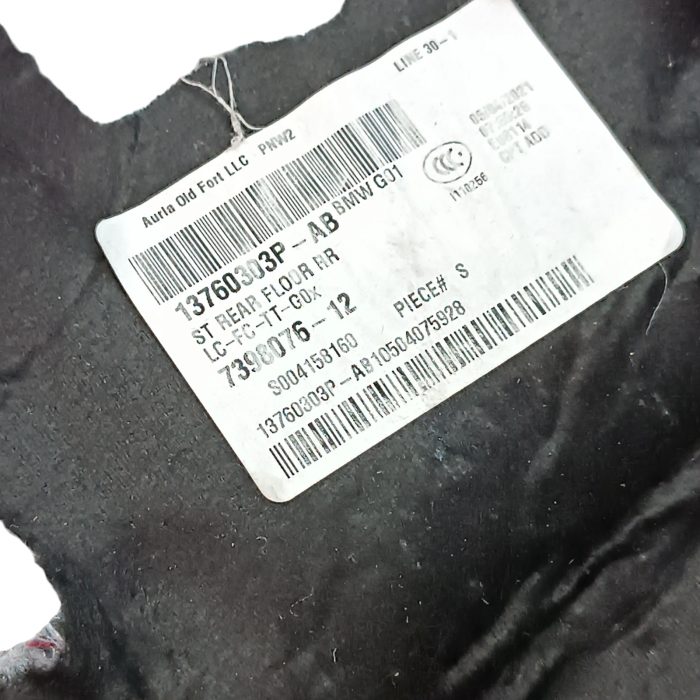 Auria Old Fort LLC PNW2
LINE 30-1
13760303P-AB BMW G01
ST REAR FLOOR RR
LC-FC-TT-G0X
7398076-12
S004158160 PIECE# S
13760303P-AB10504075928
CCC